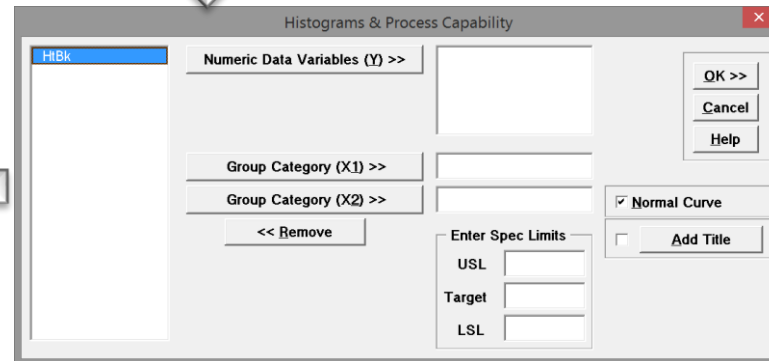 Histograms & Process Capability
HtBk
Numeric Data Variables (Y) >>
Group Category (X1) >>
Group Category (X2) >>
<< Remove
Enter Spec Limits
USL
Target
LSL
OK >>
Cancel
Help
Normal Curve
Add Title